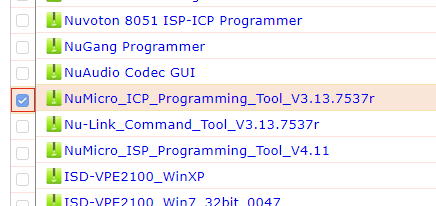 Nuvoton 8051 ISP-ICP Programmer
NuGang Programmer
NuAudio Codec GUI
NuMicro_ICP_Programming_Tool_V3.13.7537r
Nu-Link_Command_Tool_V3.13.7537r
NuMicro_ISP_Programming_Tool_V4.11
ISD-VPE2100_WinXP
ISD-VPE2100_Win7_32bit_0047